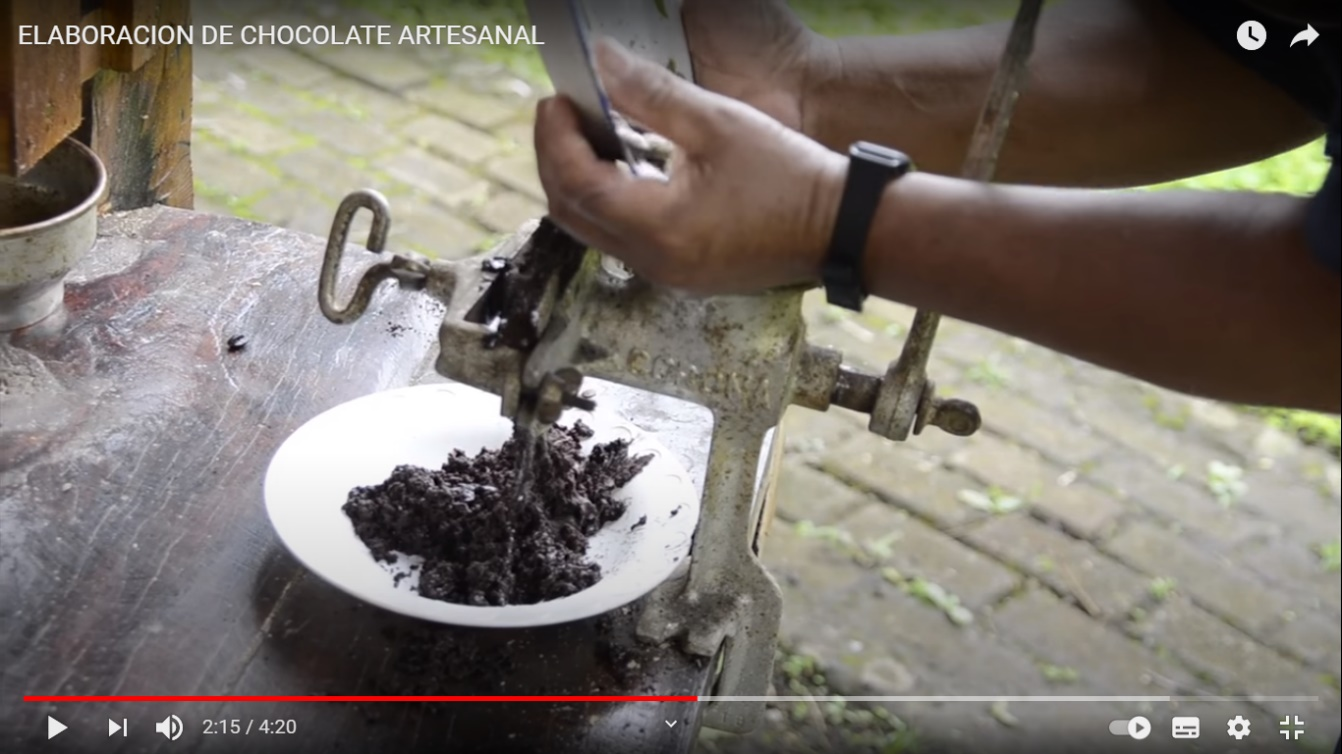 ELABORACION DE CHOCOLATE ARTESANAL
2:15 / 4:20